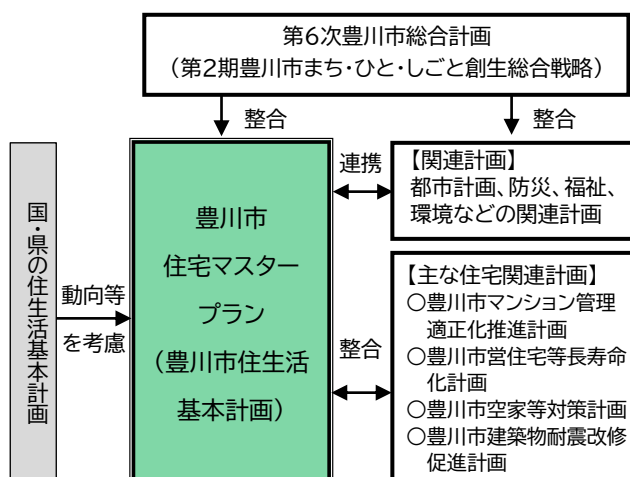 第6次豊川市総合計画
(第2期豊川市まち・ひと・しごと創生総合戦略)
整合
整合
国・県の住生活基本計画
動向等
を考慮
豊川市
住宅マスター
プラン
(豊川市住生活
基本計画)
連携
【関連計画】
都市計画、防災、福祉、
環境などの関連計画
整合
【主な住宅関連計画】
○豊川市マンション管理
適正化推進計画
○豊川市営住宅等長寿命
化計画
○豊川市空家等対策計画
○豊川市建築物耐震改修
促進計画